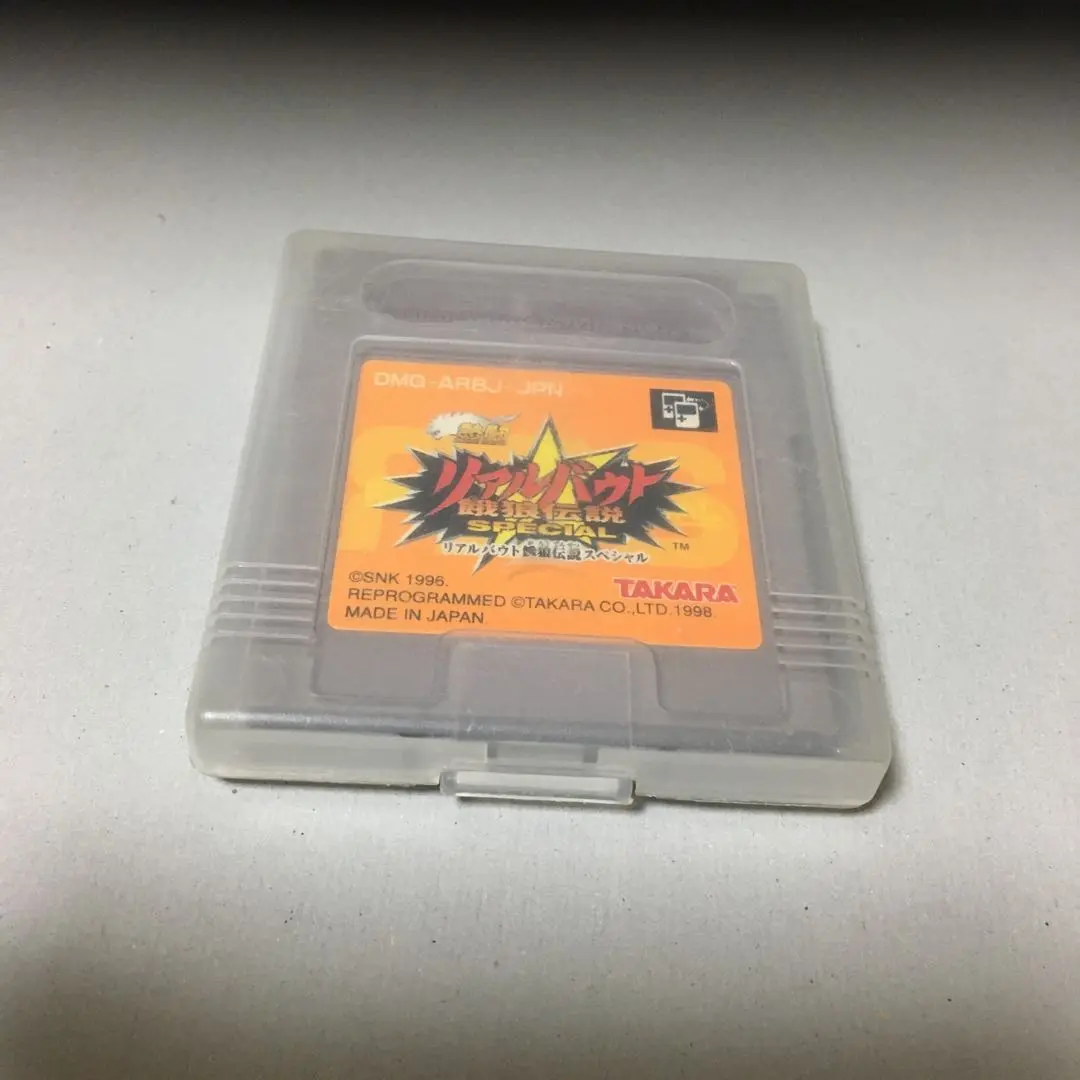 DMG-ARBJ-JPN
熱闘
リアルバウト
餓狼伝説
SPECIAL
リアルバウト餓狼伝説スペシャル
TM
©SNK 1996.
TAKARA
REPROGRAMMED ©TAKARA CO.,LTD.1998.
MADE IN JAPAN.